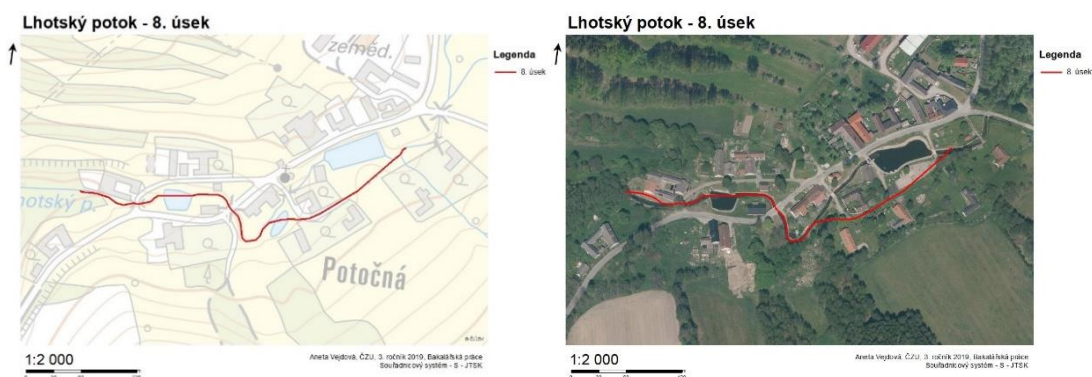 Lhotský potok - 8. úsek
Legenda
8. úsek
zeměd.
hotský p.
Potočná
1:2 000
Aneta Vejdová, ČZU, 3. ročník 2019, Bakalářská práce
Souřadnicový systém - S - JTSK
Lhotský potok - 8. úsek
Legenda
8. úsek
1:2 000
Aneta Vejdová, ČZU, 3. ročník 2019, Bakalářská práce
Souřadnicový systém - S - JTSK